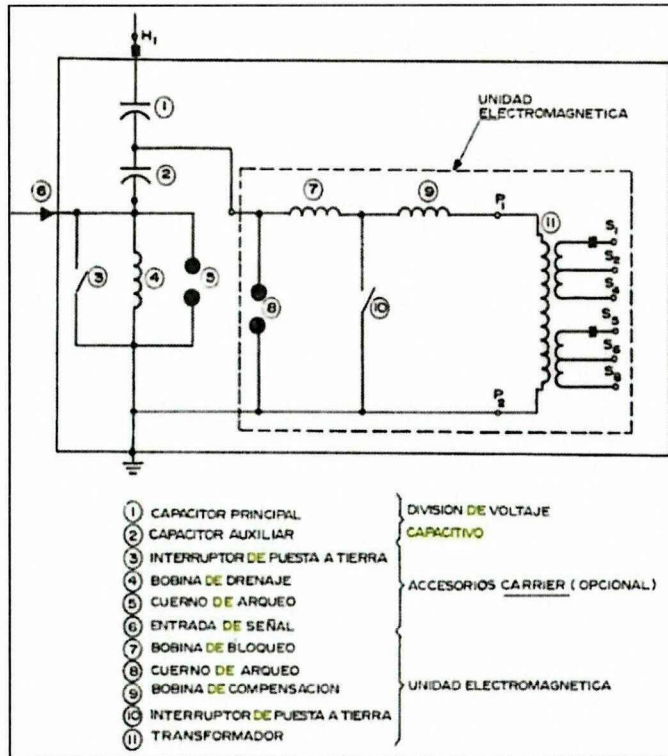 H1
1
UNIDAD
ELECTROMAGNETICA
2
6
7
9
P1
11
S1
S2
S4
3
4
5
8
10
S5
S6
S8
P2
1 CAPACITOR PRINCIPAL
2 CAPACITOR AUXILIAR
DIVISION DE VOLTAJE
CAPACITIVO
3 INTERRUPTOR DE PUESTA A TIERRA
4 BOBINA DE DRENAJE
5 CUERNO DE ARQUEO
6 ENTRADA DE SEÑAL
ACCESORIOS CARRIER (OPCIONAL)
7 BOBINA DE BLOQUEO
8 CUERNO DE ARQUEO
9 BOBINA DE COMPENSACION
10 INTERRUPTOR DE PUESTA A TIERRA
11 TRANSFORMADOR
UNIDAD ELECTROMAGNETICA